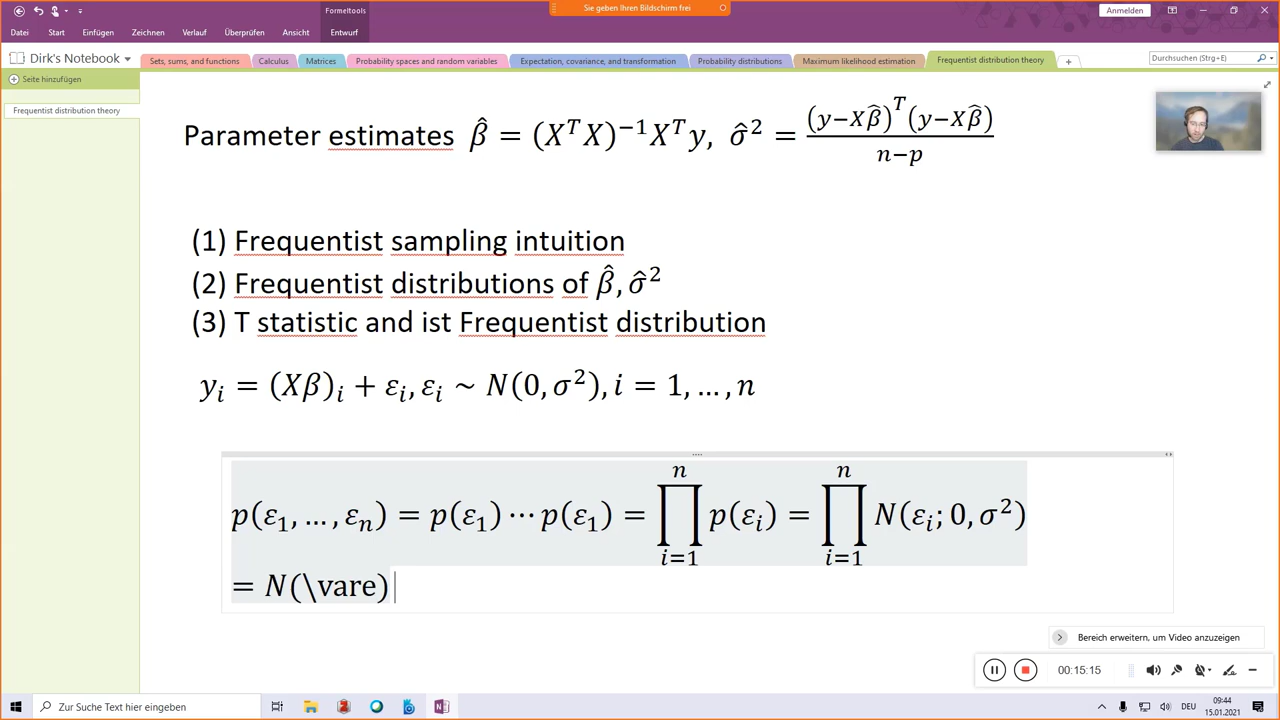 Formeltools
Sie geben Ihren Bildschirm frei
Anmelden
Datei Start Einfügen Zeichnen Verlauf Überprüfen Ansicht Entwurf
Dirk's Notebook
Sets, sums, and functions Calculus Matrices Probability spaces and random variables Expectation, covariance, and transformation Probability distributions Maximum likelihood estimation Frequentist distribution theory
Durchsuchen (Strg+E)
Seite hinzufügen
Frequentist distribution theory
Parameter estimates β̂ = (XᵀX)⁻¹Xᵀy, σ̂² = (y−Xβ̂)ᵀ(y−Xβ̂) / n−p
(1) Frequentist sampling intuition
(2) Frequentist distributions of β̂, σ̂²
(3) T statistic and ist Frequentist distribution
yᵢ = (Xβ)ᵢ + εᵢ, εᵢ ~ N(0, σ²), i = 1, … , n
p(ε₁, … , εₙ) = p(ε₁) ⋯ p(ε₁) = ∏ᵢ₌₁ⁿ p(εᵢ) = ∏ᵢ₌₁ⁿ N(εᵢ; 0, σ²)
= N(\vare)
Bereich erweitern, um Video anzuzeigen
00:15:15
Zur Suche Text hier eingeben
DEU
09:44
15.01.2021